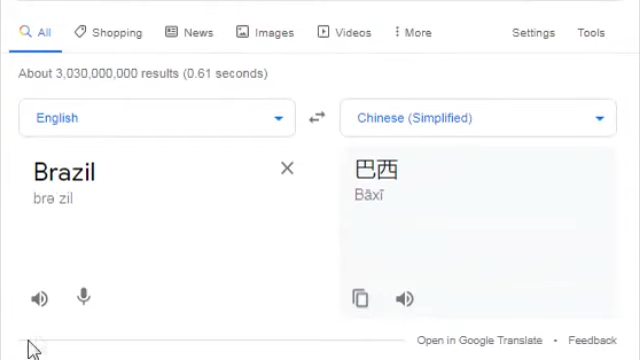 All Shopping News Images Videos More Settings Tools
About 3,030,000,000 results (0.61 seconds)
English Chinese (Simplified)
Brazil
brə zil
巴西
Bāxī
Open in Google Translate • Feedback